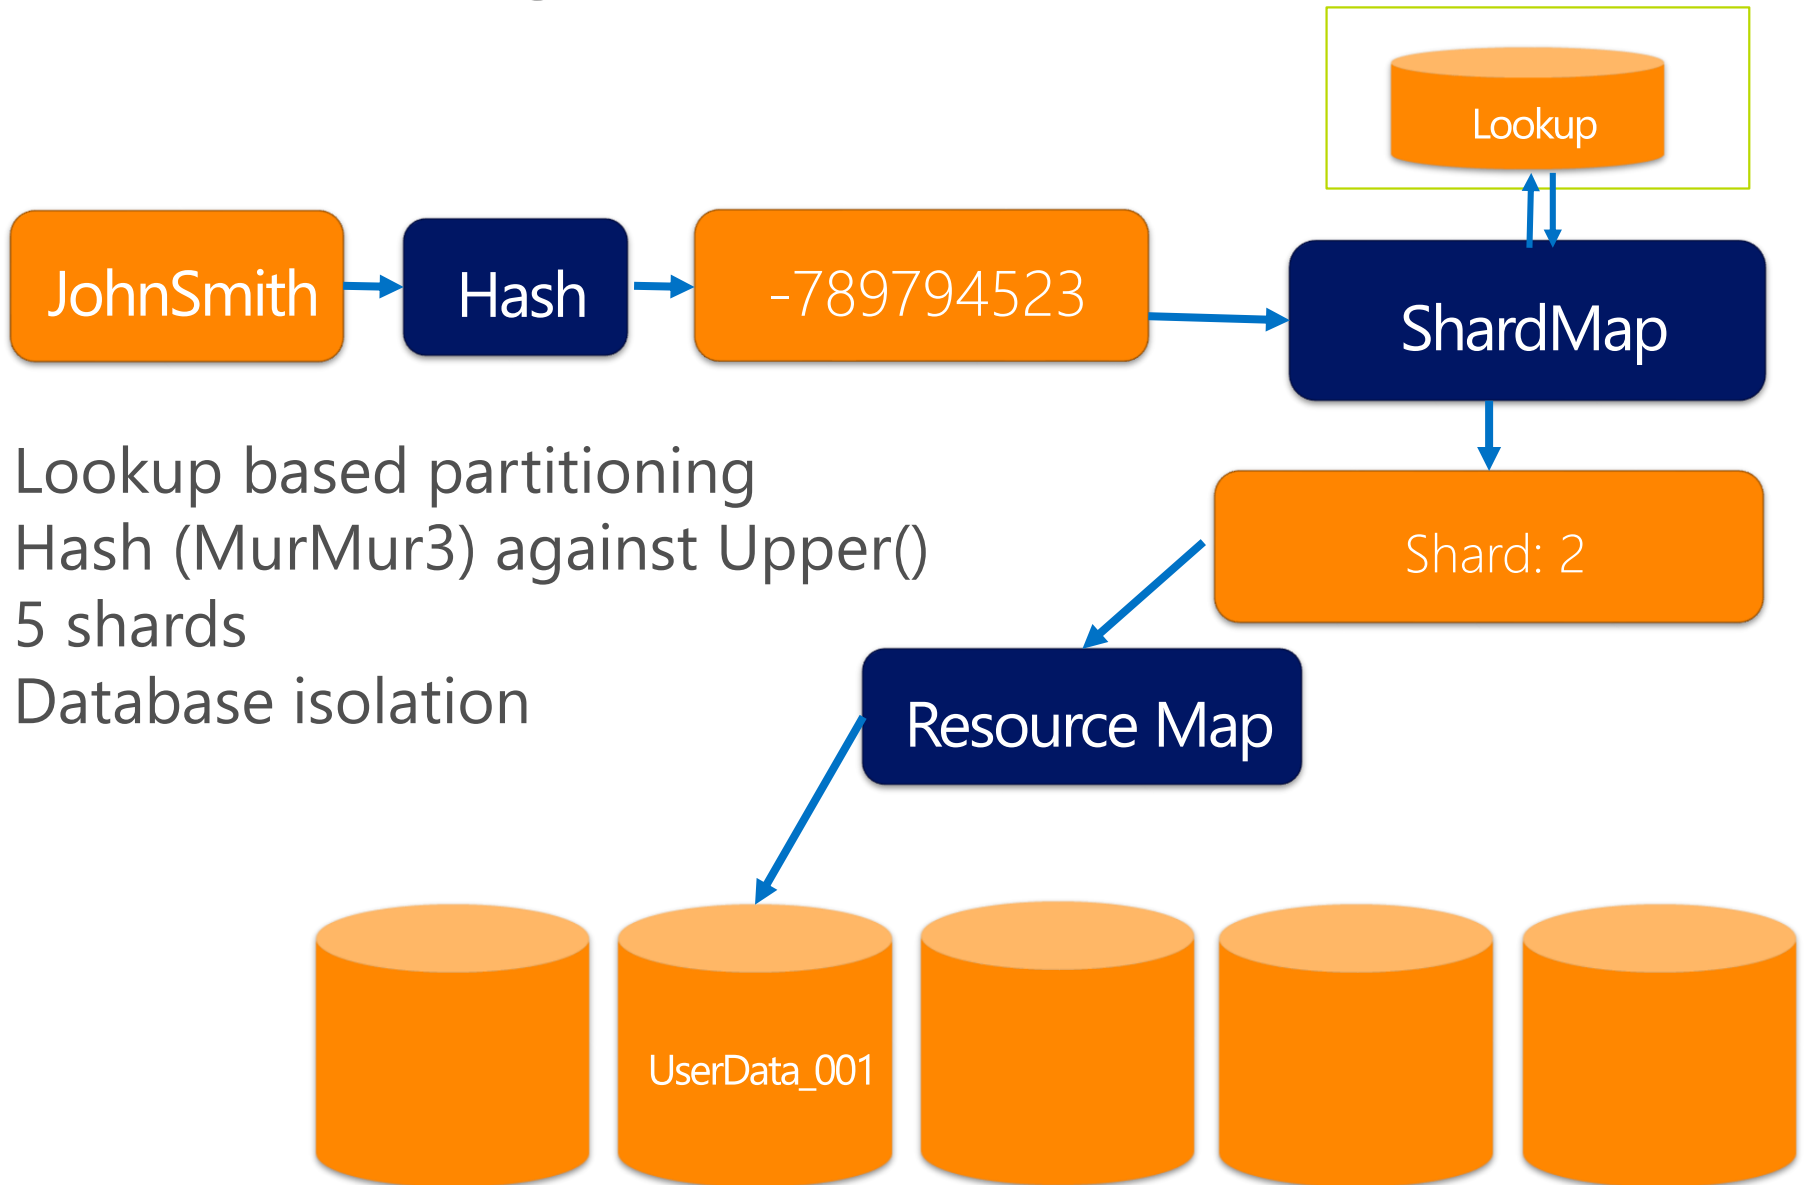 Lookup
JohnSmith
Hash
-789794523
ShardMap
Lookup based partitioning
Hash (MurMur3) against Upper()
5 shards
Database isolation
Shard: 2
Resource Map
UserData_001